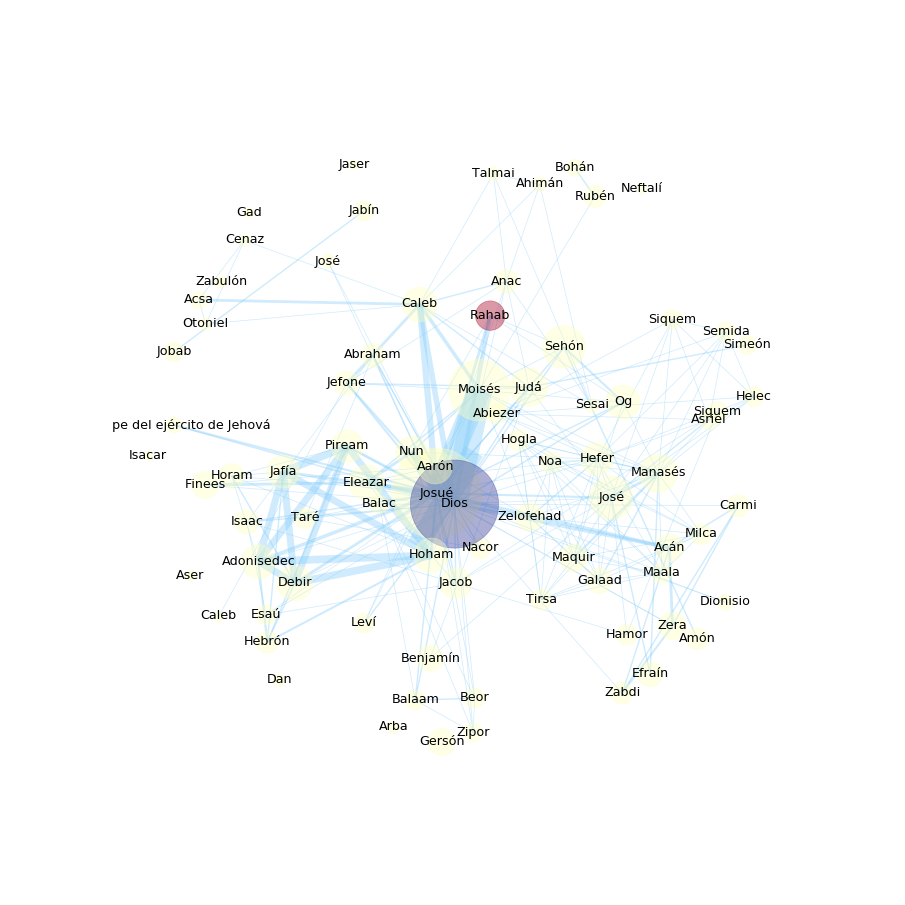 Jaser
Talmai
Bohán
Ahimán
Neftalí
Rubén
Gad
Jabín
Cenaz
José
Zabulón
Anac
Acsa
Caleb
Rahab
Otoniel
Siquem
Semida
Simeón
Jobab
Abraham
Sehón
Jefone
Moisés
Judá
Helec
Sesai
Og
Abiezer
Siquem
Asriel
pe del ejército de Jehová
Hogla
Piream
Nun
Isacar
Noa
Hefer
Aarón
Jafía
Manasés
Horam
Finees
Eleazar
Josué
José
Balac
Dios
Carmi
Isaac
Taré
Zelofehad
Milca
Nacor
Acán
Hoham
Adonisedec
Maquir
Aser
Debir
Jacob
Galaad
Maala
Tirsa
Dionisio
Caleb
Esaú
Leví
Zera
Hebrón
Hamor
Amón
Benjamín
Dan
Efraín
Zabdi
Balaam
Beor
Arba
Zipor
Gersón